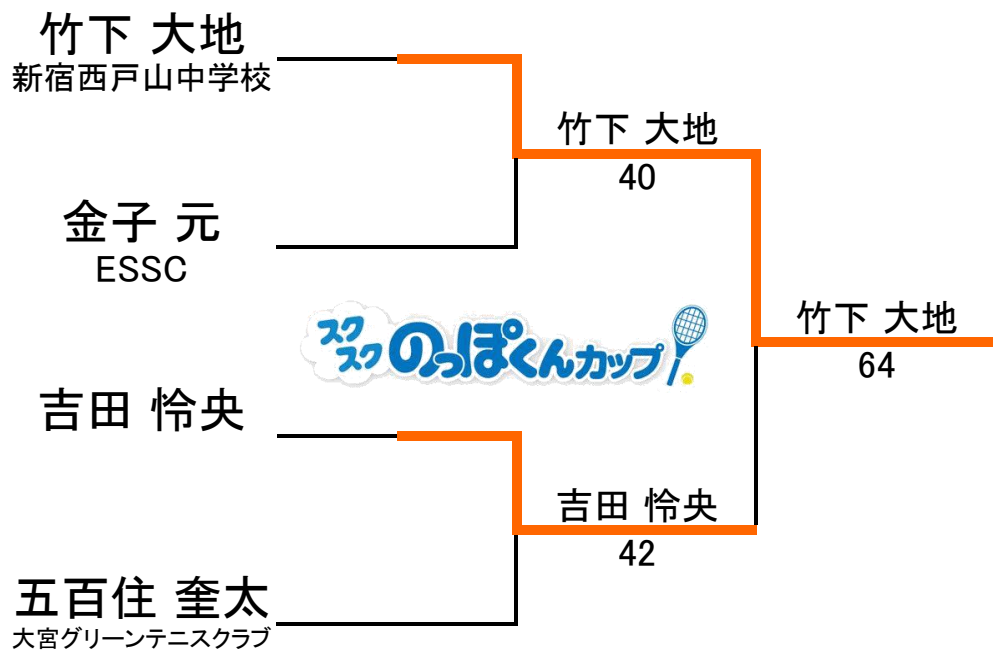 竹下 大地
新宿西戸山中学校
竹下 大地
40
金子 元
ESSC
スク
スク
のっぽくんカップ
竹下 大地
64
吉田 怜央
吉田 怜央
42
五百住 奎太
大宮グリーンテニスクラブ